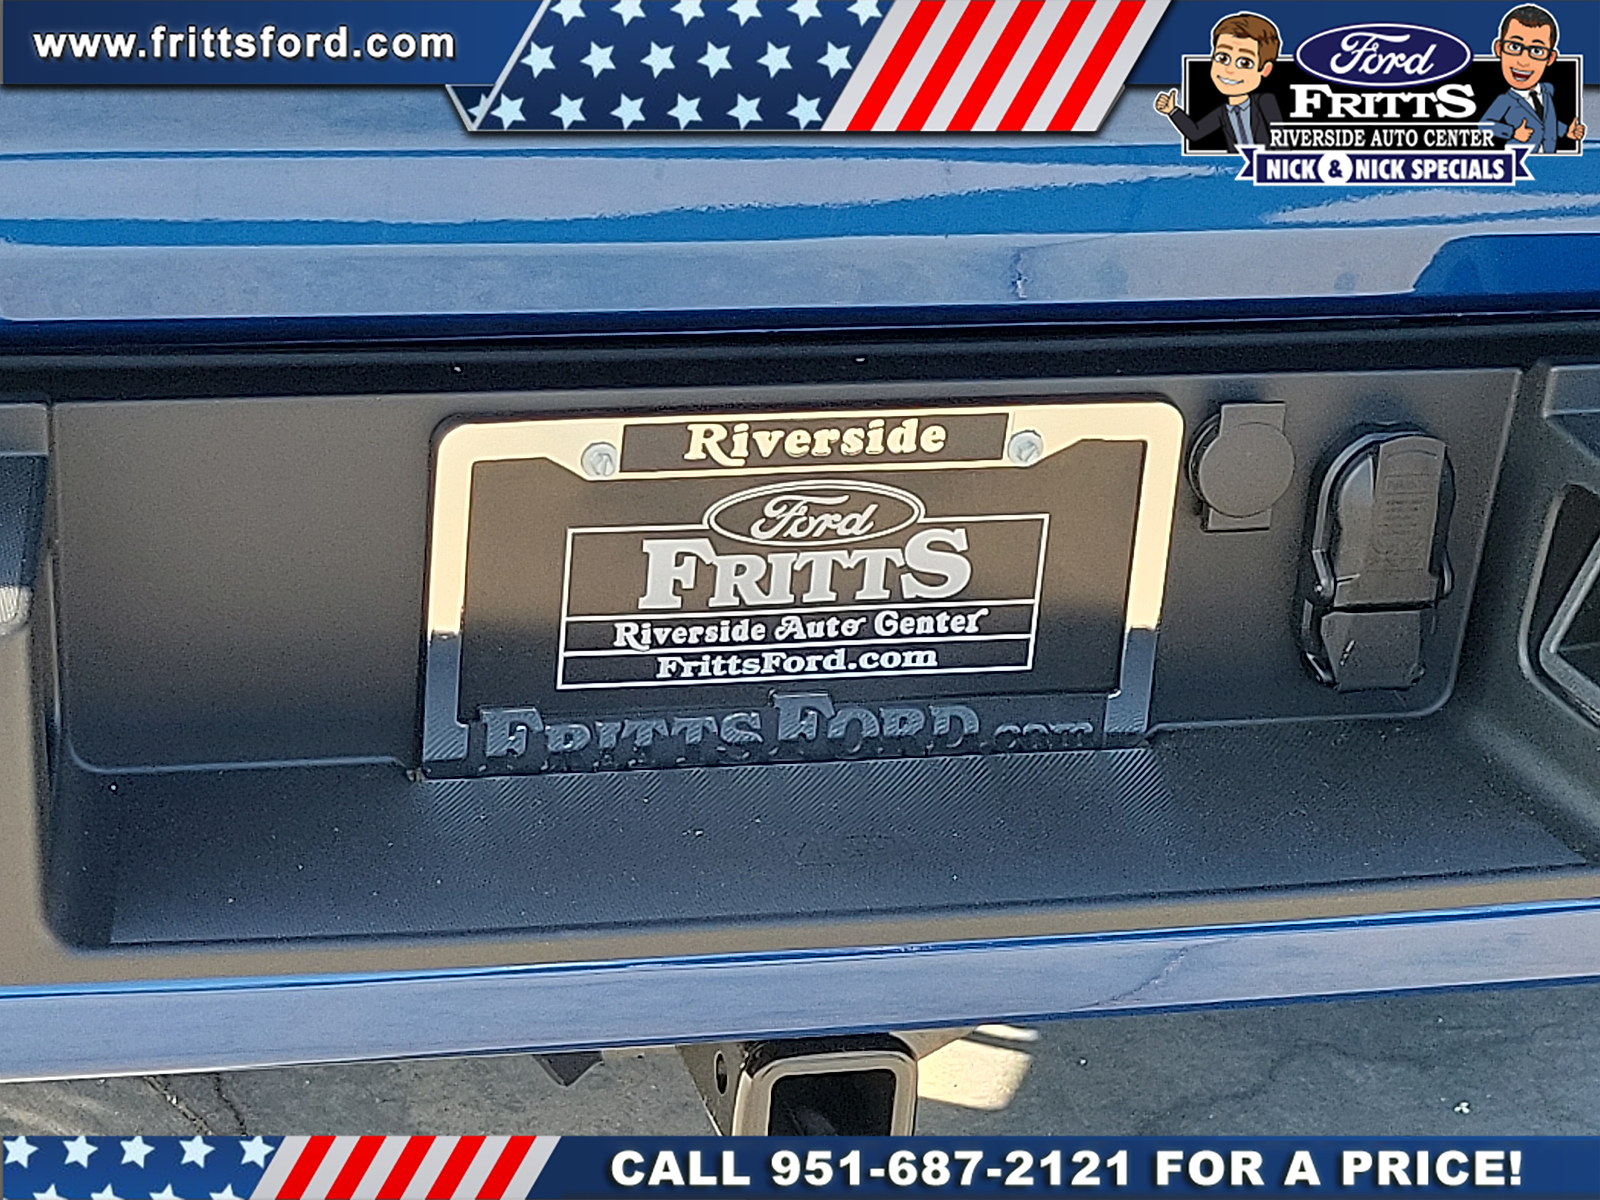 www.frittsford.com
Ford
FRITTS
RIVERSIDE AUTO CENTER
NICK & NICK SPECIALS
Riverside
Ford
FRITTS
Riverside Auto Center
FrittsFord.com
FRITTSFORD.com
CALL 951-687-2121 FOR A PRICE!